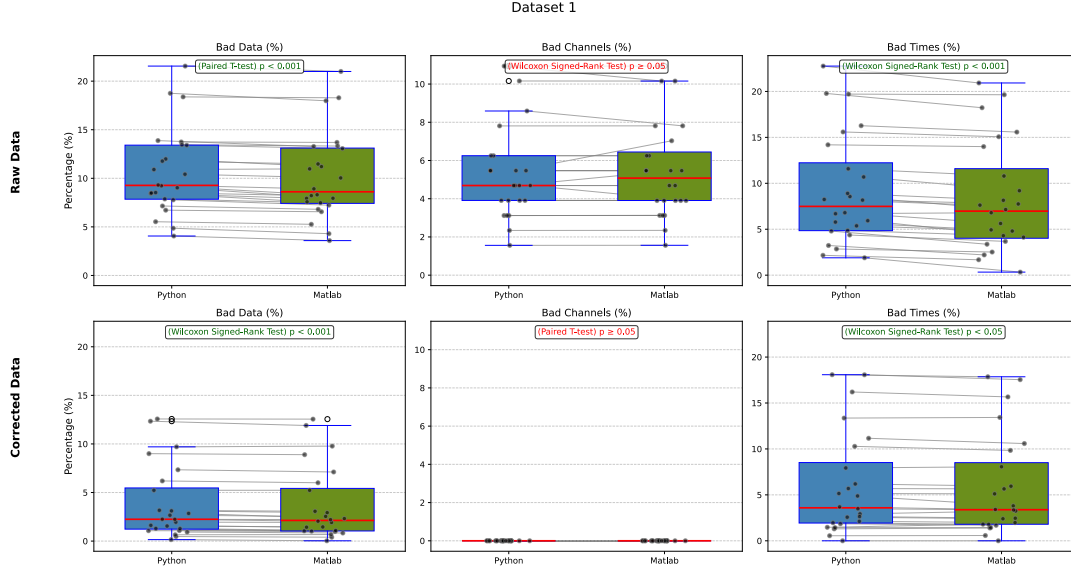 Dataset 1
Raw Data
Bad Data (%)
(Paired T-test) p < 0.001
Percentage (%)
20
15
10
5
0
Python
Matlab
Bad Channels (%)
(Wilcoxon Signed-Rank Test) p ≥ 0.05
10
8
6
4
2
0
Python
Matlab
Bad Times (%)
(Wilcoxon Signed-Rank Test) p < 0.001
20
15
10
5
0
Python
Matlab
Corrected Data
Bad Data (%)
(Wilcoxon Signed-Rank Test) p < 0.001
Percentage (%)
20
15
10
5
0
Python
Matlab
Bad Channels (%)
(Paired T-test) p ≥ 0.05
10
8
6
4
2
0
Python
Matlab
Bad Times (%)
(Wilcoxon Signed-Rank Test) p < 0.05
20
15
10
5
0
Python
Matlab